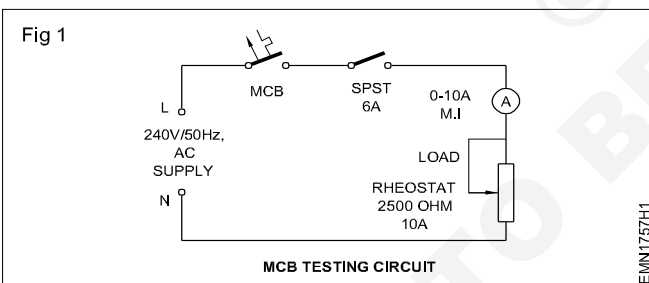 Fig 1
MCB
SPST
6A
0-10A
M.I
A
L
240V/50Hz,
AC
SUPPLY
N
LOAD
RHEOSTAT
2500 OHM
10A
MCB TESTING CIRCUIT
EMN1757H1